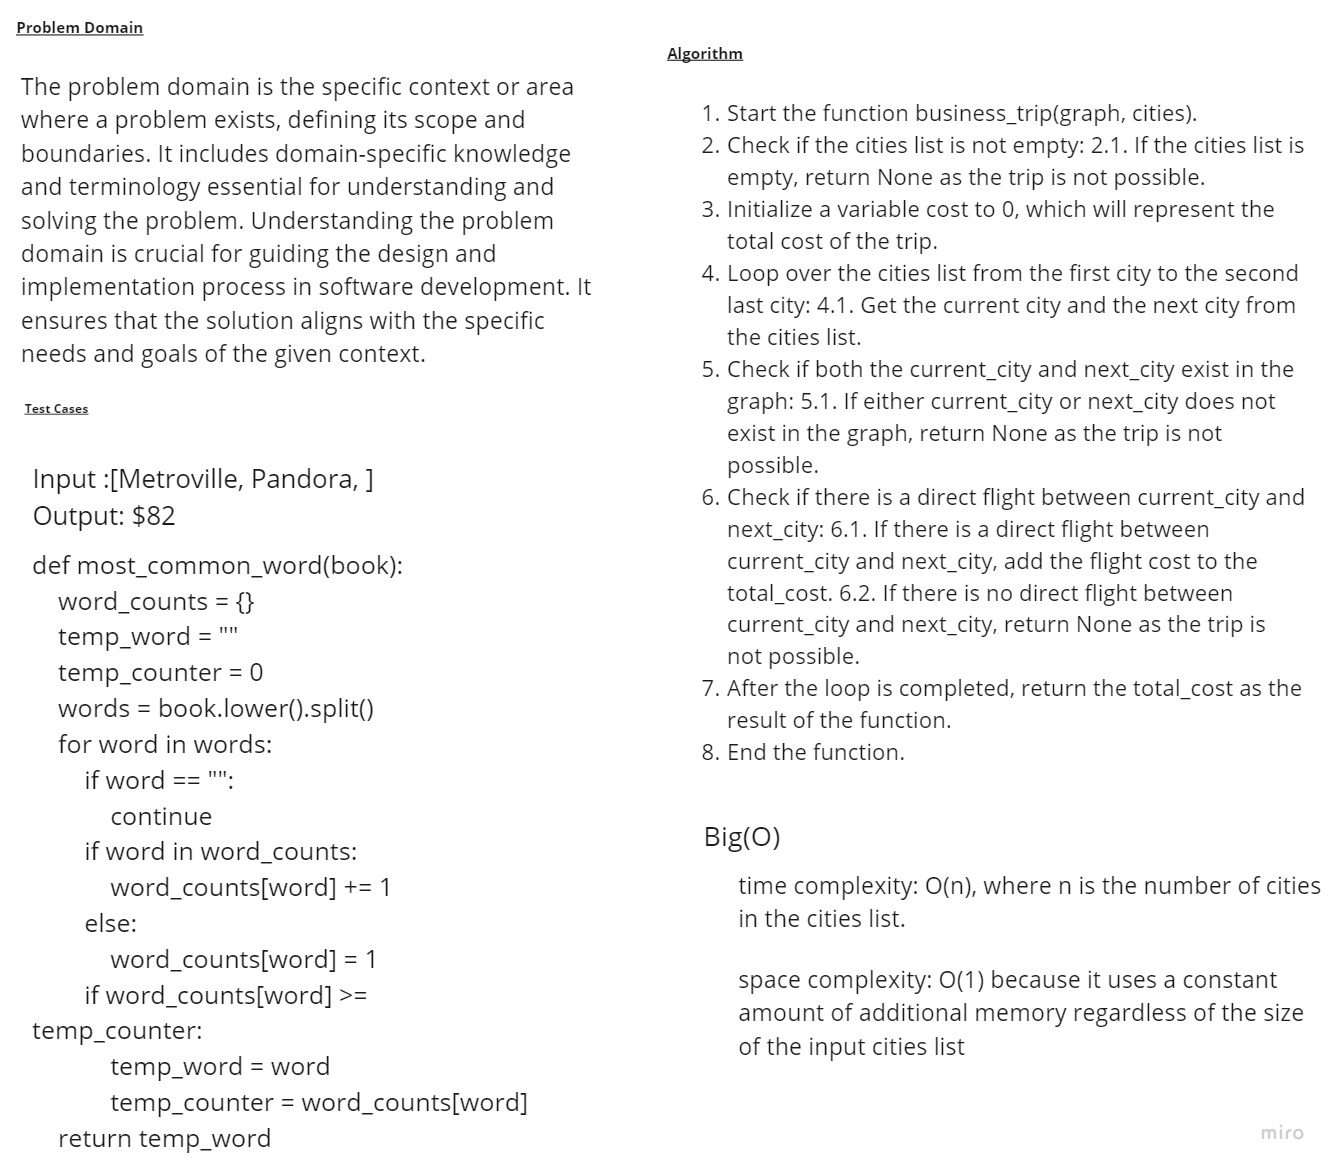 Problem Domain
The problem domain is the specific context or area
where a problem exists, defining its scope and
boundaries. It includes domain-specific knowledge
and terminology essential for understanding and
solving the problem. Understanding the problem
domain is crucial for guiding the design and
implementation process in software development. It
ensures that the solution aligns with the specific
needs and goals of the given context.
Test Cases
Input :[Metroville, Pandora, ]
Output: $82
def most_common_word(book):
    word_counts = {}
    temp_word = ""
    temp_counter = 0
    words = book.lower().split()
    for word in words:
        if word == "":
            continue
        if word in word_counts:
            word_counts[word] += 1
        else:
            word_counts[word] = 1
        if word_counts[word] >=
temp_counter:
            temp_word = word
            temp_counter = word_counts[word]
    return temp_word
Algorithm
1. Start the function business_trip(graph, cities).
2. Check if the cities list is not empty: 2.1. If the cities list is
empty, return None as the trip is not possible.
3. Initialize a variable cost to 0, which will represent the
total cost of the trip.
4. Loop over the cities list from the first city to the second
last city: 4.1. Get the current city and the next city from
the cities list.
5. Check if both the current_city and next_city exist in the
graph: 5.1. If either current_city or next_city does not
exist in the graph, return None as the trip is not
possible.
6. Check if there is a direct flight between current_city and
next_city: 6.1. If there is a direct flight between
current_city and next_city, add the flight cost to the
total_cost. 6.2. If there is no direct flight between
current_city and next_city, return None as the trip is
not possible.
7. After the loop is completed, return the total_cost as the
result of the function.
8. End the function.
Big(O)
time complexity: O(n), where n is the number of cities
in the cities list.
space complexity: O(1) because it uses a constant
amount of additional memory regardless of the size
of the input cities list
miro